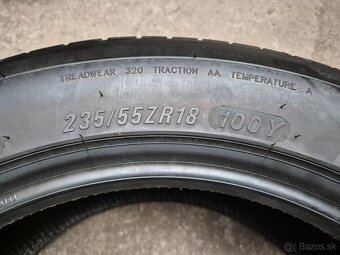 TREADWEAR 320 TRACTION AA TEMPERATURE A
235/55ZR18 100Y
Bazos.sk